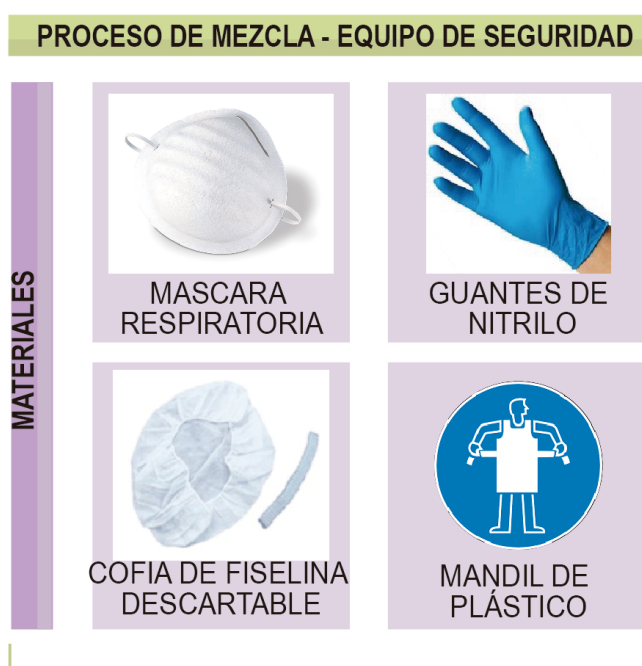 PROCESO DE MEZCLA - EQUIPO DE SEGURIDAD
MATERIALES
MASCARA
RESPIRATORIA
GUANTES DE
NITRILO
COFIA DE FISELINA
DESCARTABLE
MANDIL DE
PLÁSTICO